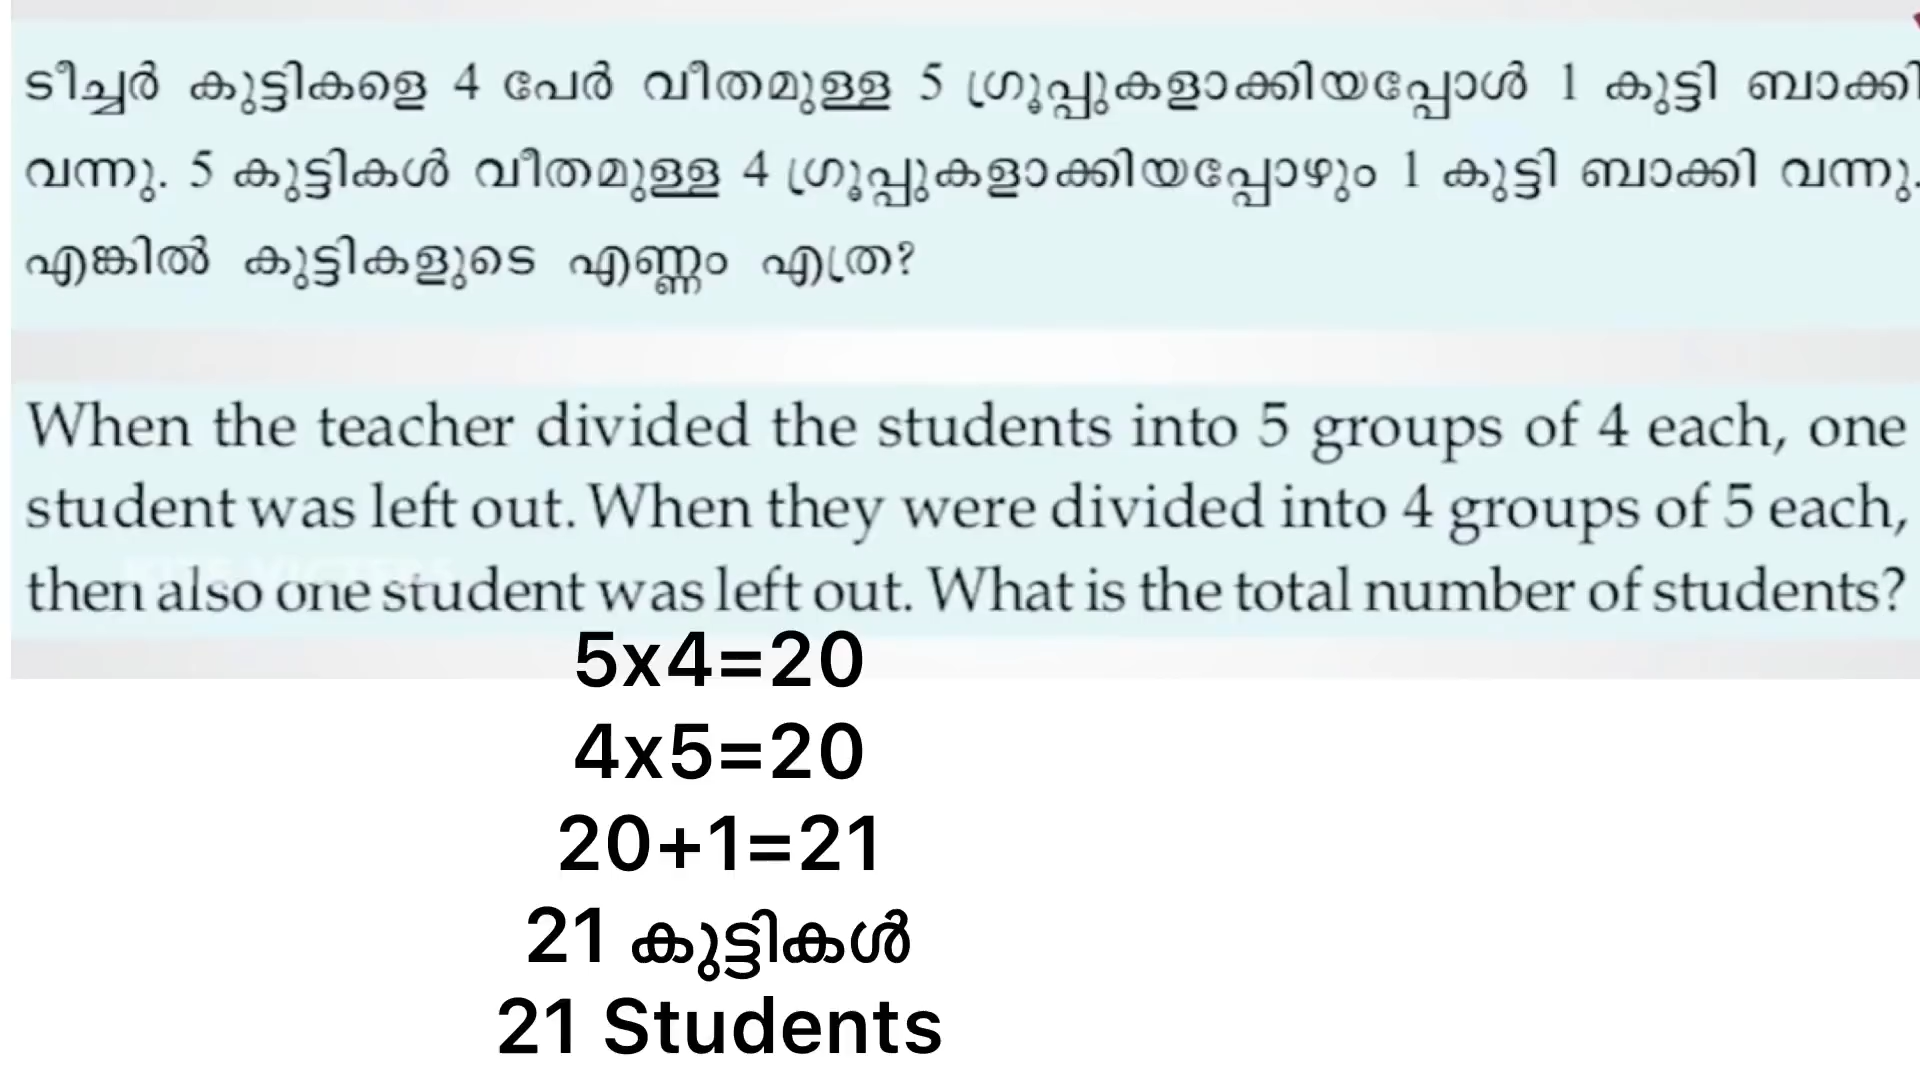 ടീച്ചർ കുട്ടികളെ 4 പേർ വീതമുള്ള 5 ഗ്രൂപ്പുകളാക്കിയപ്പോൾ 1 കുട്ടി ബാക്കി
വന്നു. 5 കുട്ടികൾ വീതമുള്ള 4 ഗ്രൂപ്പുകളാക്കിയപ്പോഴും 1 കുട്ടി ബാക്കി വന്നു.
എങ്കിൽ കുട്ടികളുടെ എണ്ണം എത്ര?
When the teacher divided the students into 5 groups of 4 each, one
student was left out. When they were divided into 4 groups of 5 each,
then also one student was left out. What is the total number of students?
5x4=20
4x5=20
20+1=21
21 കുട്ടികൾ
21 Students